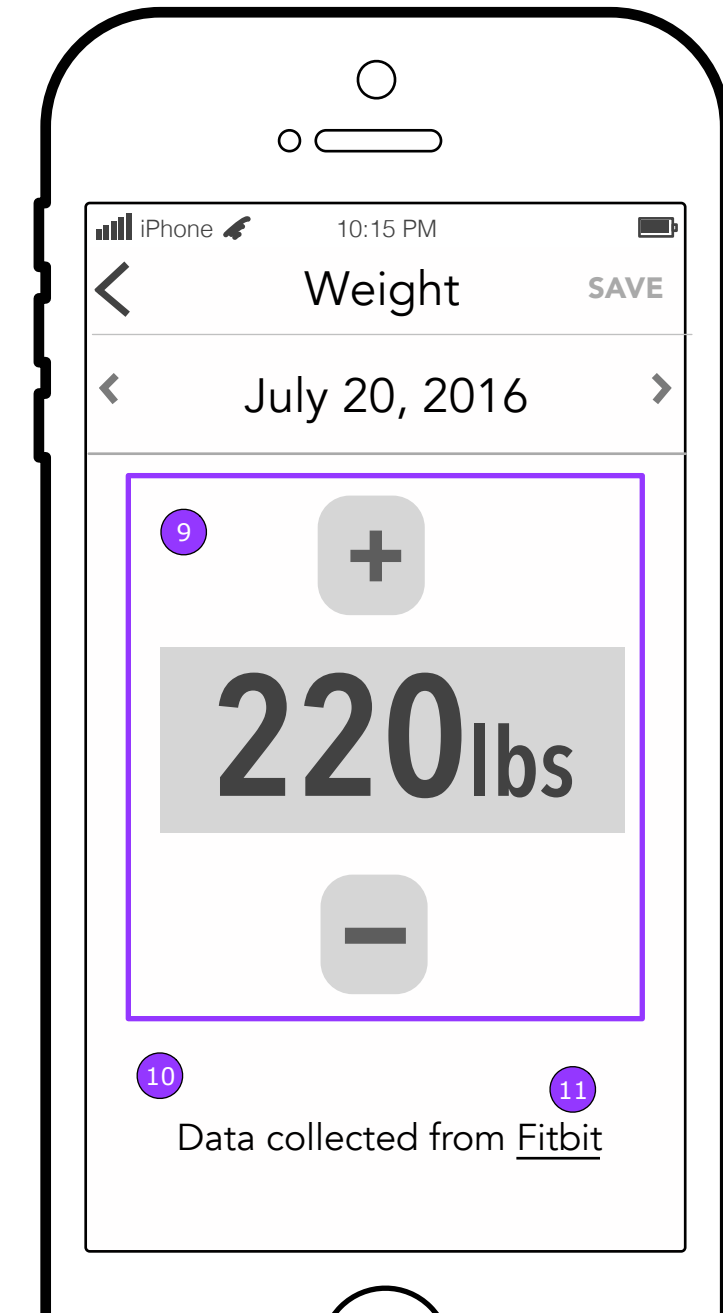 iPhone 10:15 PM
Weight SAVE
July 20, 2016
9
+
220lbs
−
10
11
Data collected from Fitbit